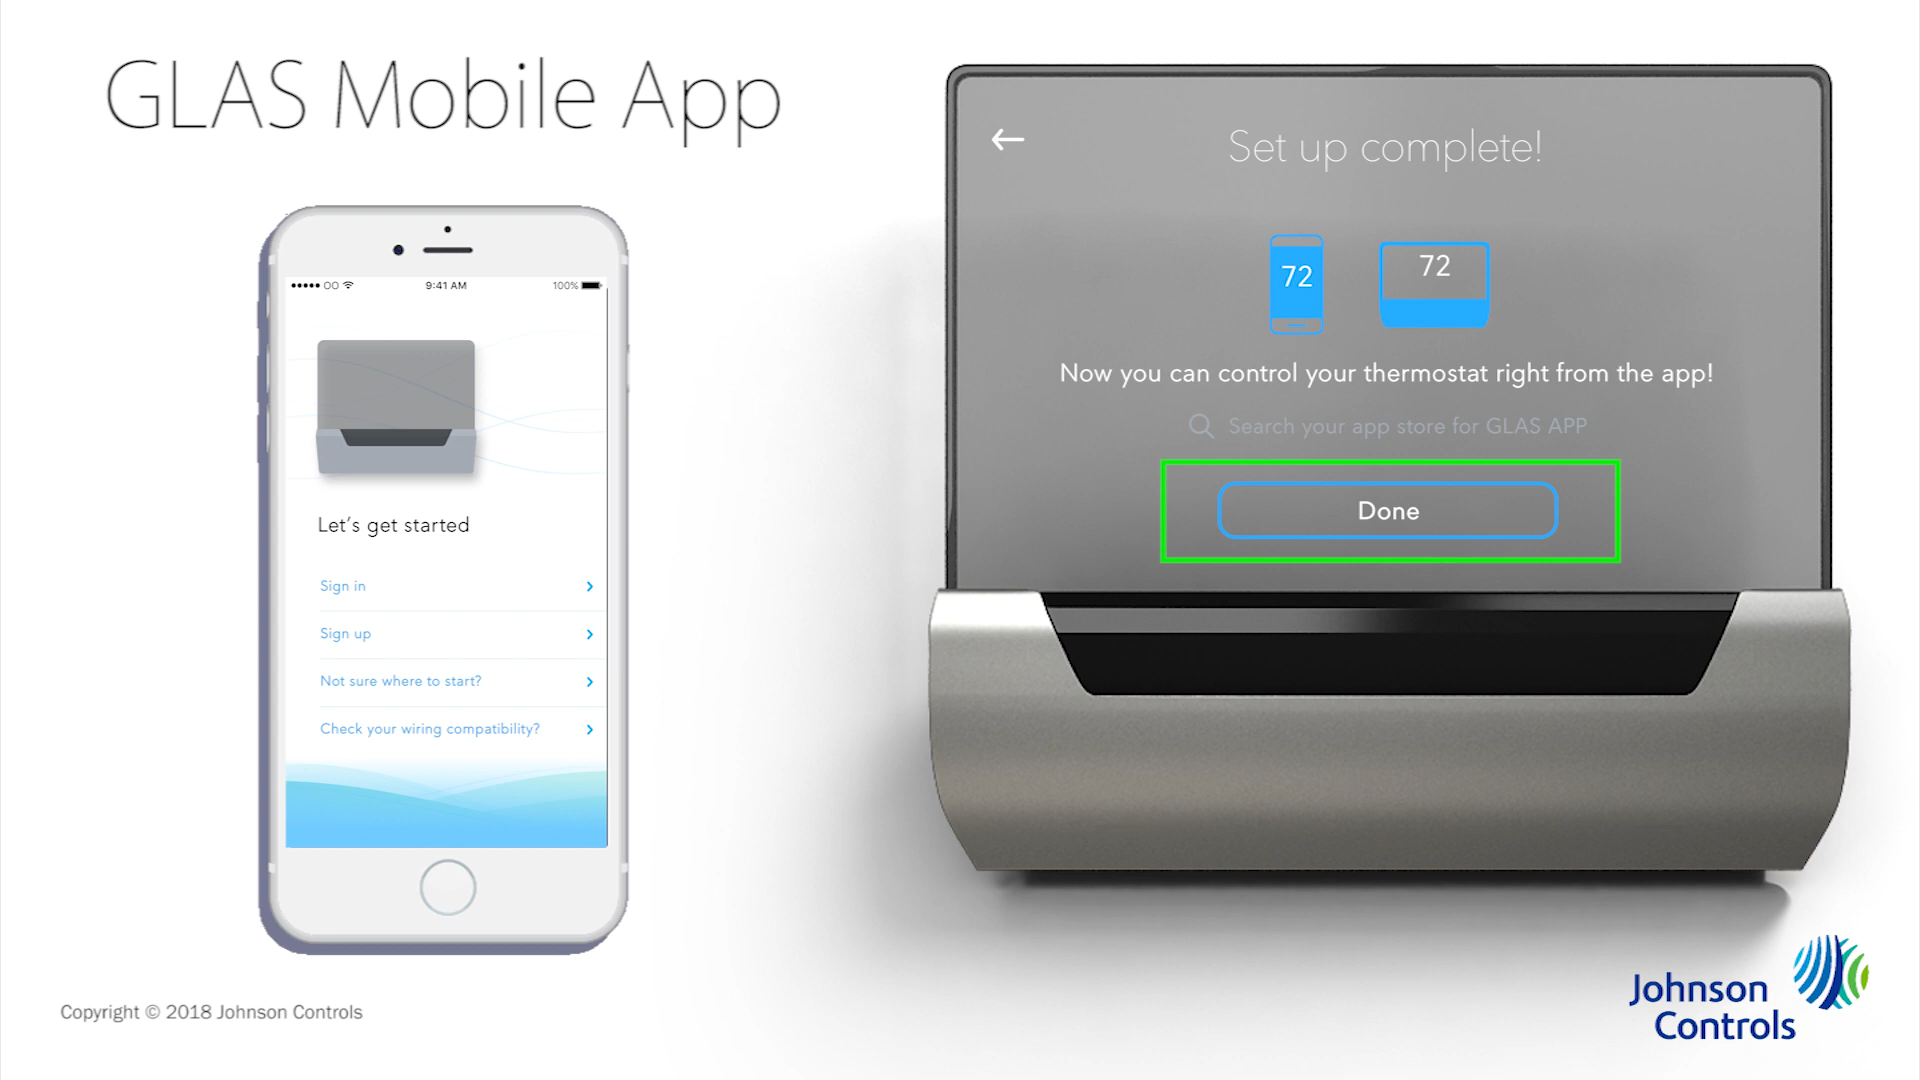 GLAS Mobile App
9:41 AM
100%
Let's get started
Sign in
Sign up
Not sure where to start?
Check your wiring compatibility?
Set up complete!
72
72
Now you can control your thermostat right from the app!
Search your app store for GLAS APP
Done
Copyright © 2018 Johnson Controls
Johnson
Controls